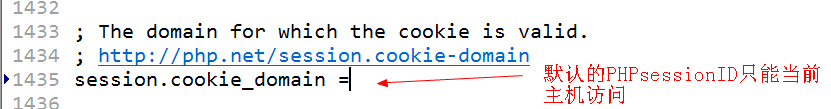 1432
1433 ; The domain for which the cookie is valid.
1434 ; http://php.net/session.cookie-domain
1435 session.cookie_domain =
默认的PHPsessionID只能当前
主机访问
1436